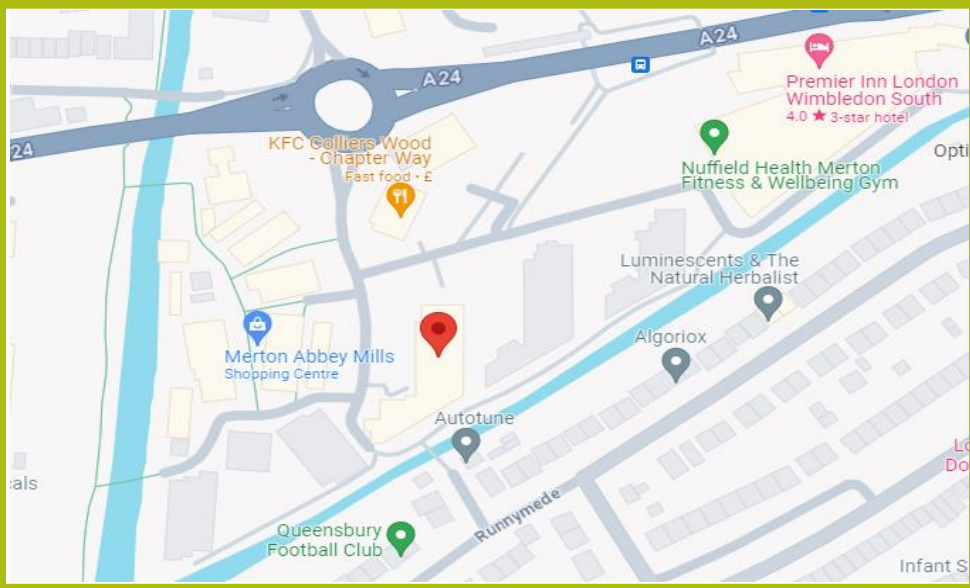 A24
A24
24
Premier Inn London
Wimbledon South
4.0 ★ 3-star hotel
KFC Colliers Wood
- Chapter Way
Fast food · £
Nuffield Health Merton
Fitness & Wellbeing Gym
Opti
Luminescents & The
Natural Herbalist
Algoriox
Merton Abbey Mills
Shopping Centre
Autotune
Lo
Do
cals
Runnymede
Queensbury
Football Club
Infant S